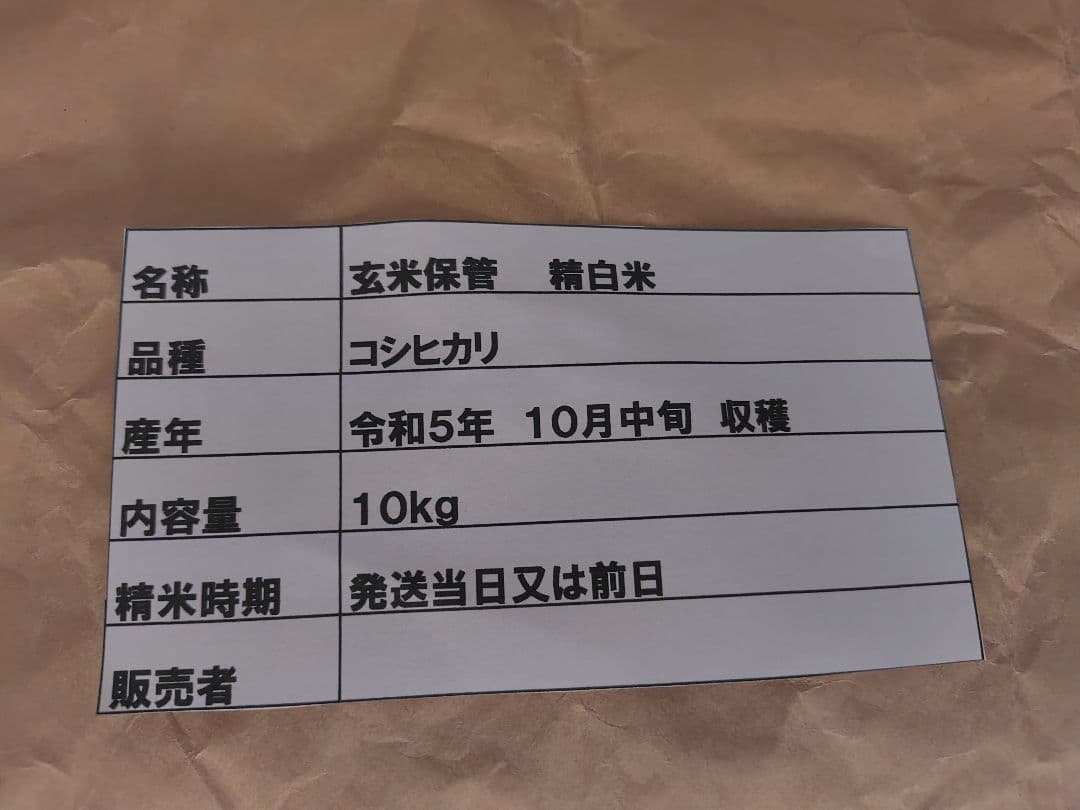 名称 玄米保管 精白米
品種 コシヒカリ
産年 令和5年 10月中旬 収穫
内容量 10kg
精米時期 発送当日又は前日
販売者